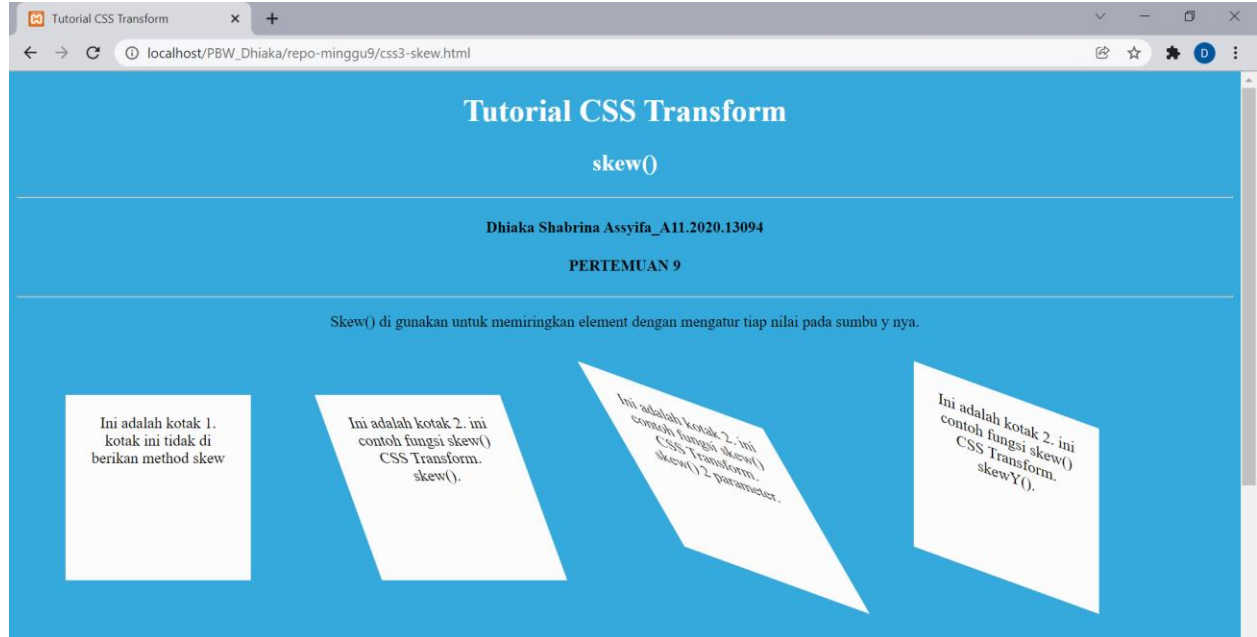 Tutorial CSS Transform
localhost/PBW_Dhiaka/repo-minggu9/css3-skew.html
D
Tutorial CSS Transform
skew()
Dhiaka Shabrina Assyifa_A11.2020.13094
PERTEMUAN 9
Skew() di gunakan untuk memiringkan element dengan mengatur tiap nilai pada sumbu y nya.
Ini adalah kotak 1.
kotak ini tidak di
berikan method skew
Ini adalah kotak 2. ini
contoh fungsi skew()
CSS Transform.
skew().
Ini adalah kotak 2. ini
contoh fungsi skew()
CSS Transform.
skew() 2 parameter.
Ini adalah kotak 2. ini
contoh fungsi skew()
CSS Transform.
skewY().